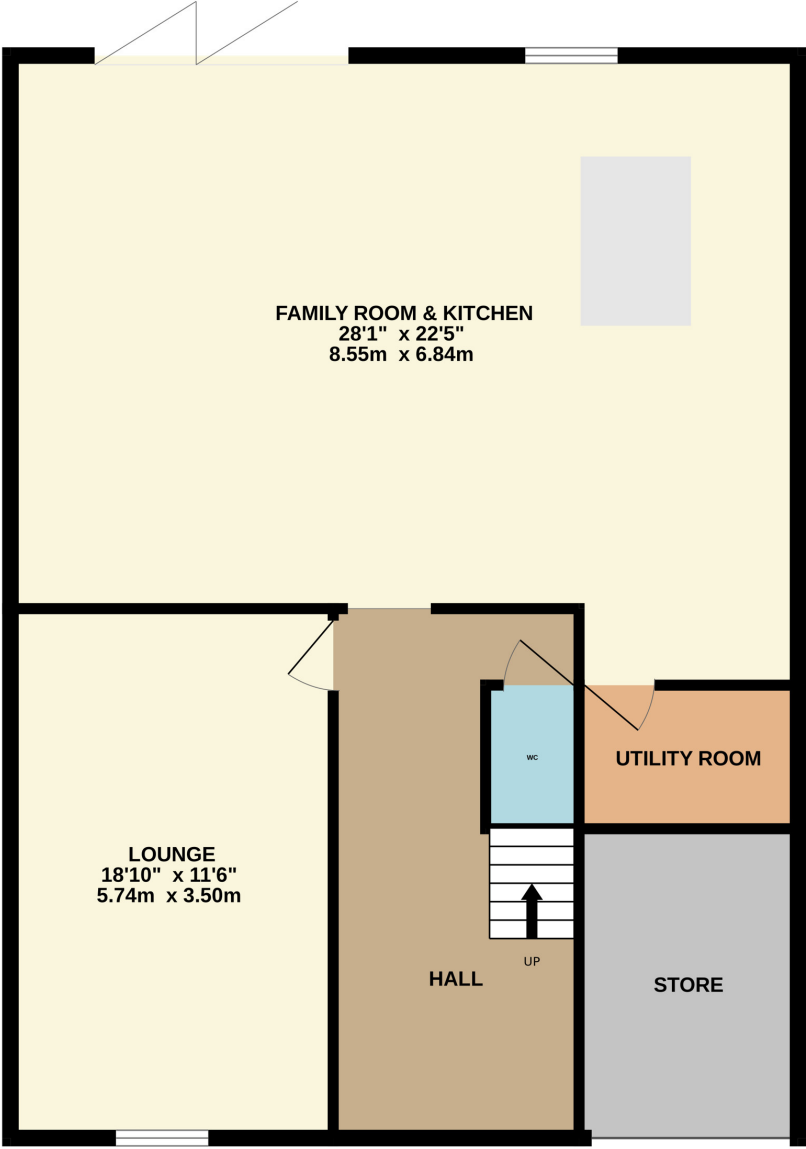 FAMILY ROOM & KITCHEN
28'1" x 22'5"
8.55m x 6.84m
WC
UTILITY ROOM
LOUNGE
18'10" x 11'6"
5.74m x 3.50m
UP
HALL
STORE